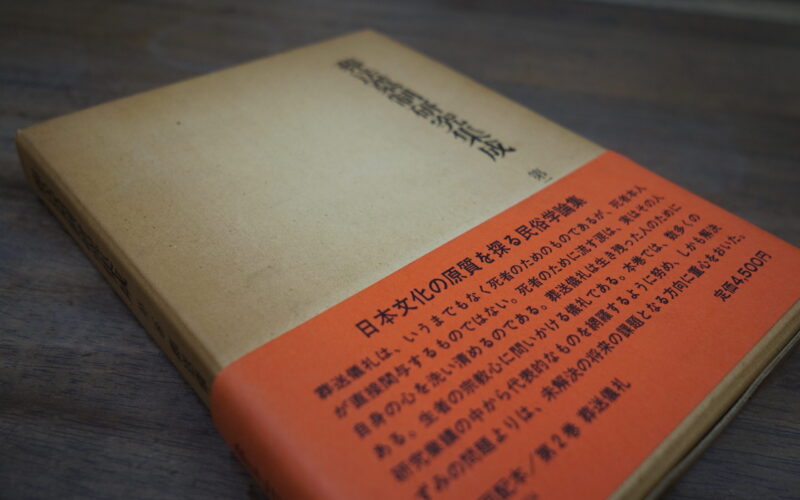 葬送墓制研究集成
第
日本文化の原質を探る民俗学論集
葬送儀礼は、いうまでもなく死者のためのものであるが、死者本人
が直接関与するものではない。死者のために流す涙は、実はその人
自身の心を洗い清めるのである。葬送儀礼は生き残った人のために
ある。生者の宗教心に問いかける儀礼である。本巻では、数多くの
研究業績の中から代表的なものを網羅するように努め、しかも解決
ずみの問題よりは、未解決の将来の課題となる方向に重心をおいた。
定価4,500円
配本/第2巻 葬送儀礼